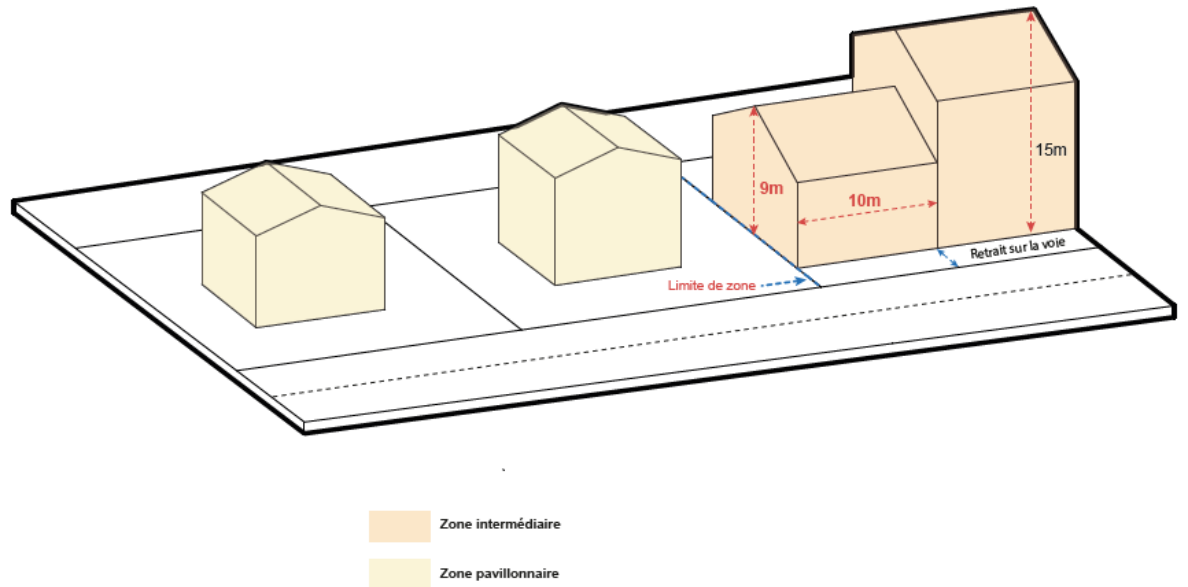 15m
9m
10m
Retrait sur la voie
Limite de zone
Zone intermédiaire
Zone pavillonnaire